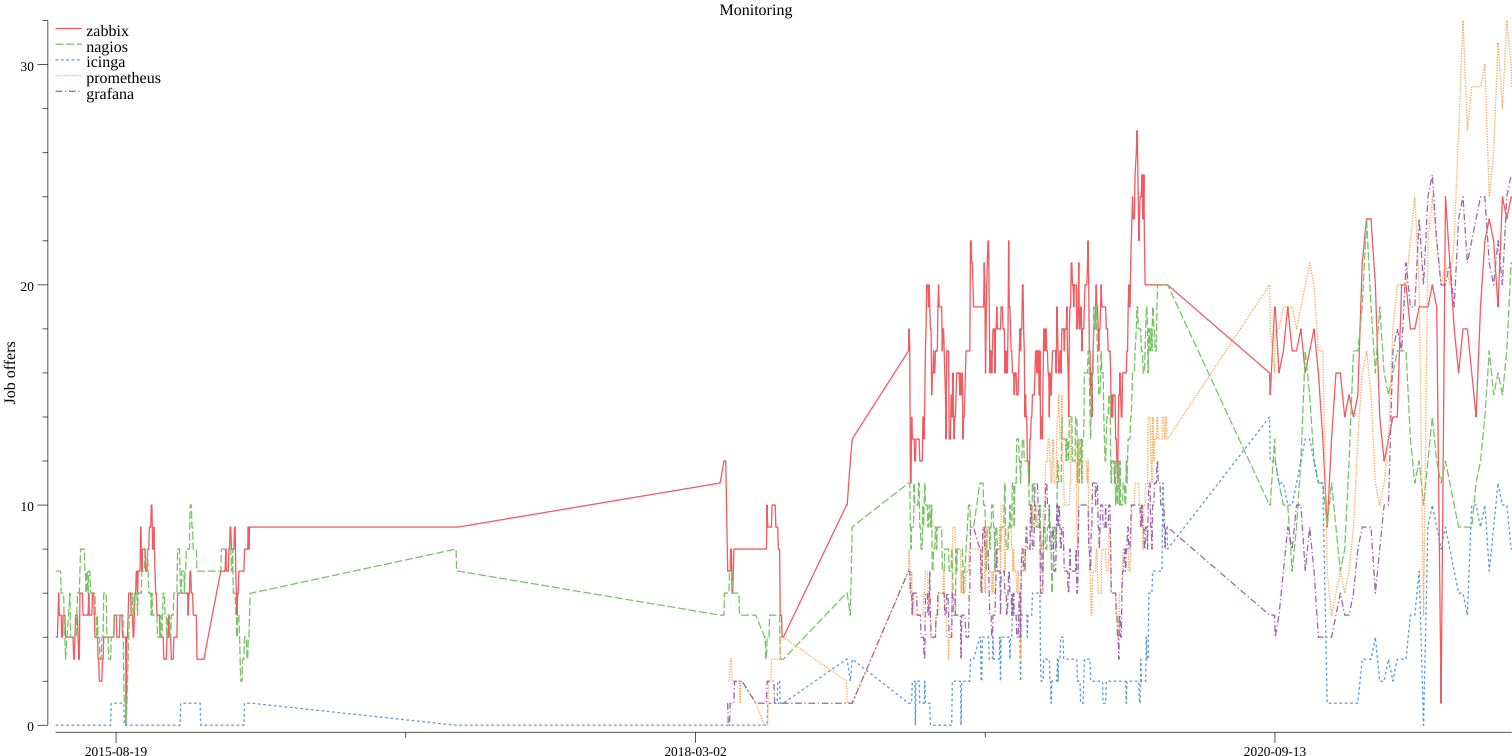 Monitoring
zabbix
nagios
icinga
prometheus
grafana
30
20
10
0
Job offers
2015-08-19
2018-03-02
2020-09-13